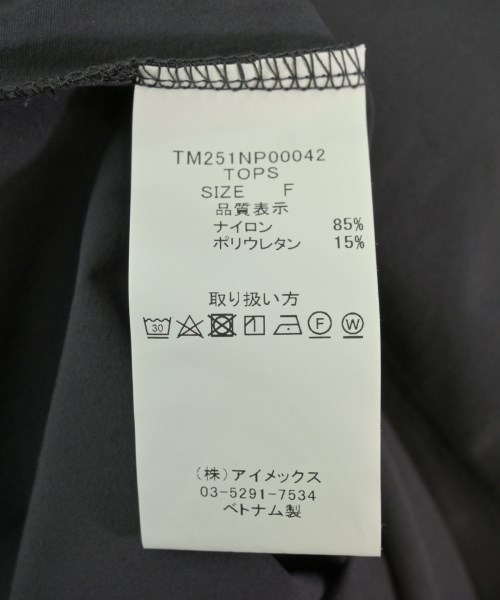 TM251NP00042
TOPS
SIZE F
品質表示
ナイロン 85%
ポリウレタン 15%
取り扱い方
30 F W
(株)アイメックス
03-5291-7534
ベトナム製